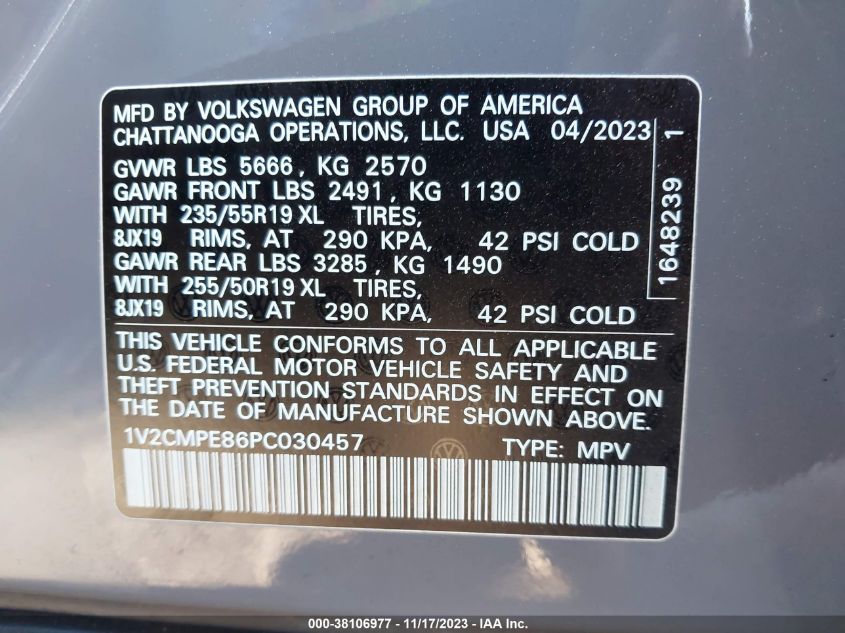 MFD BY VOLKSWAGEN GROUP OF AMERICA
CHATTANOOGA OPERATIONS, LLC. USA 04/2023
GVWR LBS 5666, KG 2570
GAWR FRONT LBS 2491, KG 1130
WITH 235/55R19 XL TIRES,
8JX19 RIMS, AT 290 KPA, 42 PSI COLD
GAWR REAR LBS 3285, KG 1490
WITH 255/50R19 XL TIRES,
8JX19 RIMS, AT 290 KPA, 42 PSI COLD
1648239 1
THIS VEHICLE CONFORMS TO ALL APPLICABLE
U.S. FEDERAL MOTOR VEHICLE SAFETY AND
THEFT PREVENTION STANDARDS IN EFFECT ON
THE DATE OF MANUFACTURE SHOWN ABOVE.
1V2CMPE86PC030457 TYPE: MPV
000-38106977 - 11/17/2023 - IAA Inc.